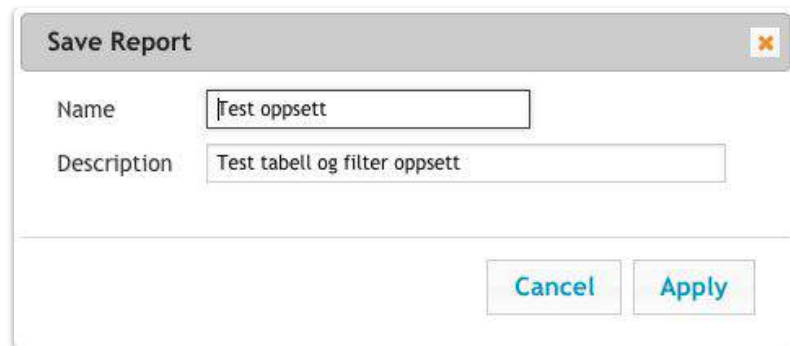 Save Report
Name Test oppsett
Description Test tabell og filter oppsett
Cancel Apply